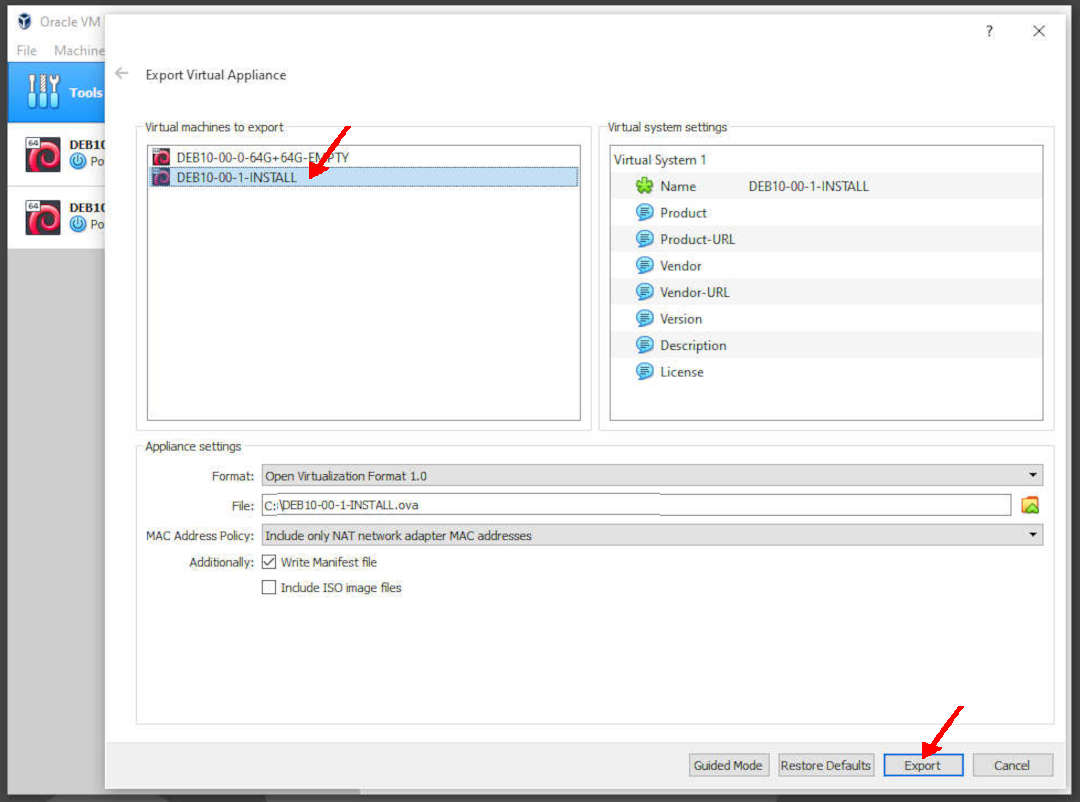 Oracle VM
File Machine
?
Export Virtual Appliance
Tools
Virtual machines to export
Virtual system settings
64
DEB10
Po
DEB10-00-0-64G+64G-EMPTY
DEB10-00-1-INSTALL
64
DEB10
Po
Virtual System 1
Name DEB10-00-1-INSTALL
Product
Product-URL
Vendor
Vendor-URL
Version
Description
License
Appliance settings
Format: Open Virtualization Format 1.0
File: C:\DEB10-00-1-INSTALL.ova
MAC Address Policy: Include only NAT network adapter MAC addresses
Additionally: Write Manifest file
Include ISO image files
Guided Mode Restore Defaults Export Cancel